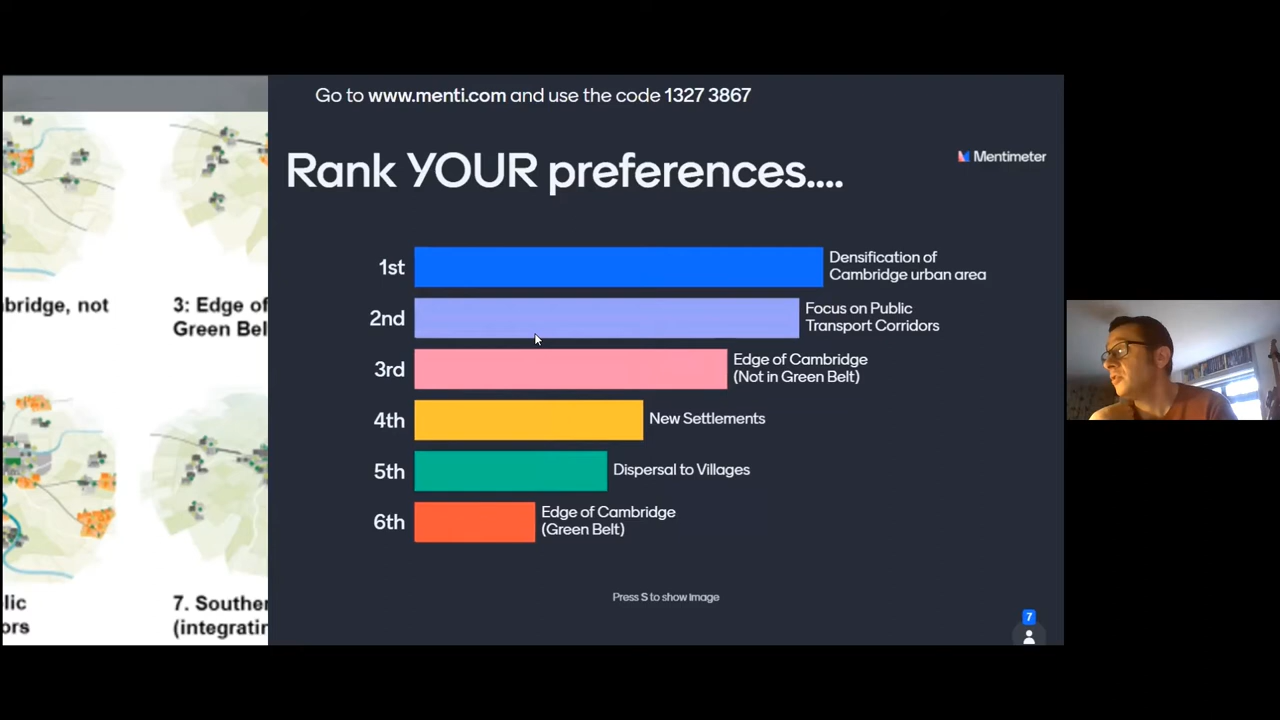 Go to www.menti.com and use the code 1327 3867
Rank YOUR preferences....
Mentimeter
1st
Densification of
Cambridge urban area
2nd
Focus on Public
Transport Corridors
3rd
Edge of Cambridge
(Not in Green Belt)
4th
New Settlements
5th
Dispersal to Villages
6th
Edge of Cambridge
(Green Belt)
Press S to show image
7
bridge, not
3: Edge of
Green Bel
lic
ors
7. Souther
(integratin